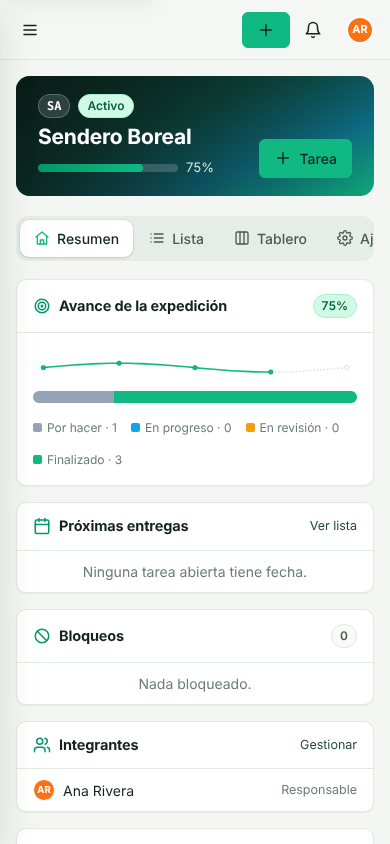 AR
SA Activo
Sendero Boreal
75%
Tarea
Resumen Lista Tablero Aj
Avance de la expedición 75%
Por hacer · 1 En progreso · 0 En revisión · 0
Finalizado · 3
Próximas entregas Ver lista
Ninguna tarea abierta tiene fecha.
Bloqueos 0
Nada bloqueado.
Integrantes Gestionar
AR Ana Rivera Responsable